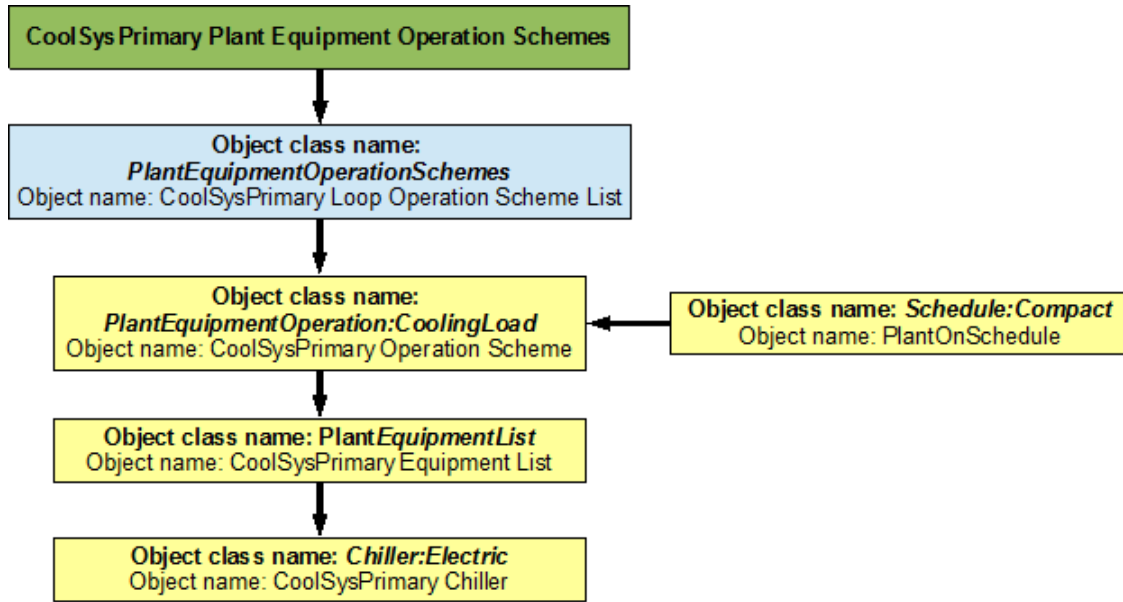 CoolSysPrimary Plant Equipment Operation Schemes
Object class name:
PlantEquipmentOperationSchemes
Object name: CoolSysPrimary Loop Operation Scheme List
Object class name:
PlantEquipmentOperation:CoolingLoad
Object name: CoolSysPrimary Operation Scheme
Object class name: Schedule:Compact
Object name: PlantOnSchedule
Object class name: PlantEquipmentList
Object name: CoolSysPrimary Equipment List
Object class name: Chiller:Electric
Object name: CoolSysPrimary Chiller